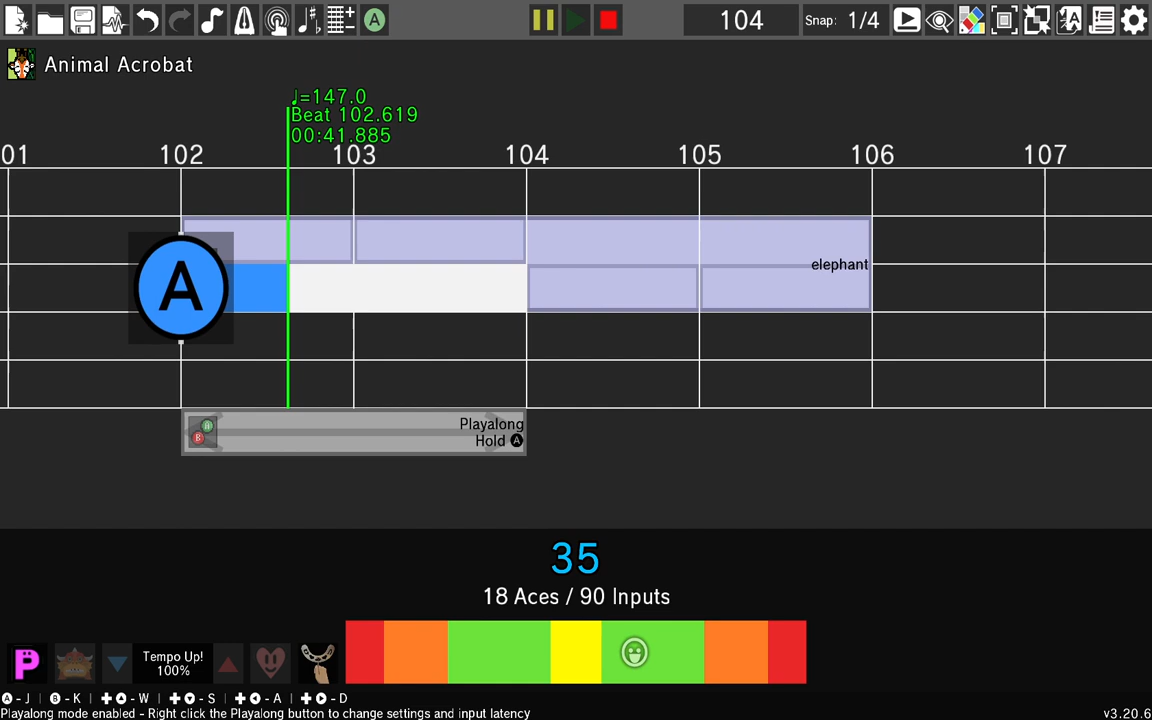 A
104
Snap: 1/4
A
Animal Acrobat
♩=147.0
Beat 102.619
00:41.885
01 102 103 104 105 106 107
elephant
A
A
B
Playalong
Hold A
35
18 Aces / 90 Inputs
P
Tempo Up!
100%
A - J | B - K | - W | - S | - A | - D
Playalong mode enabled - Right click the Playalong button to change settings and input latency
v3.20.6